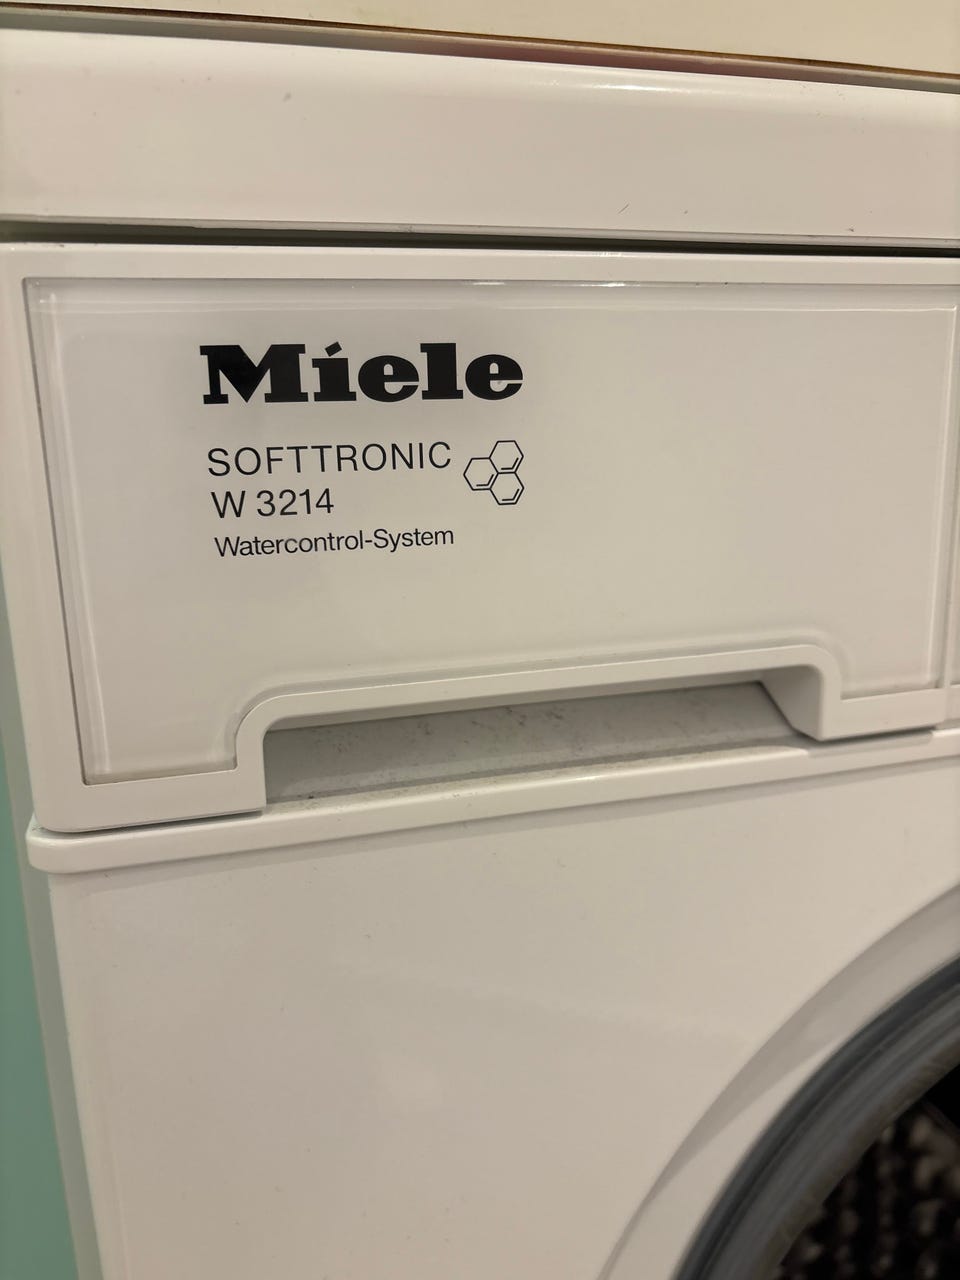 Miele
SOFTTRONIC
W 3214
Watercontrol-System